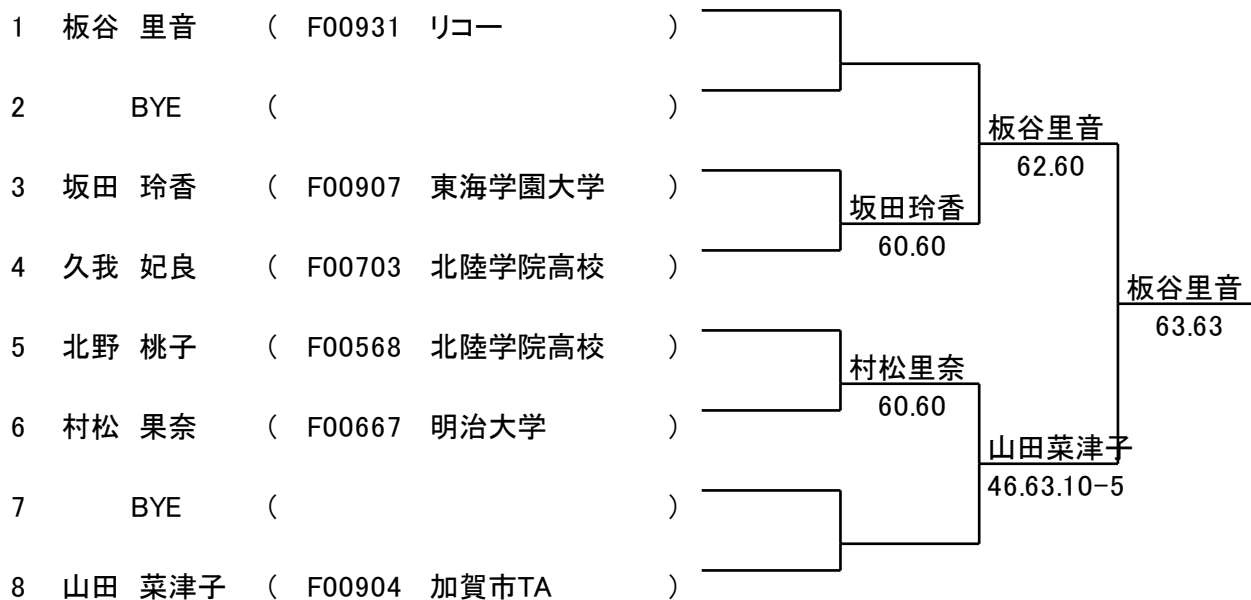 1 板谷 里音 ( F00931 リコー )
2 BYE ( )
板谷里音
62.60
3 坂田 玲香 ( F00907 東海学園大学 )
坂田玲香
60.60
4 久我 妃良 ( F00703 北陸学院高校 )
板谷里音
63.63
5 北野 桃子 ( F00568 北陸学院高校 )
村松里奈
60.60
6 村松 果奈 ( F00667 明治大学 )
山田菜津子
46.63.10-5
7 BYE ( )
8 山田 菜津子 ( F00904 加賀市TA )